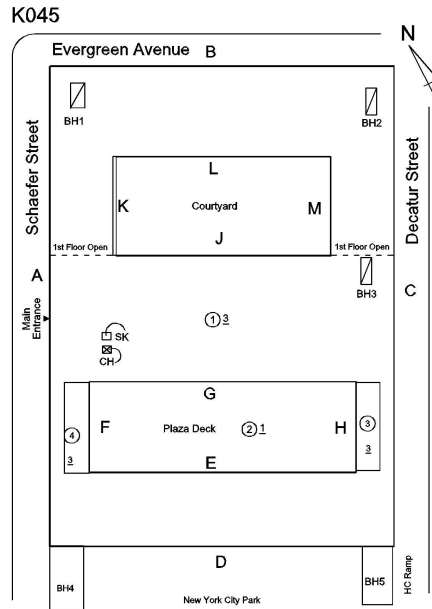 K045
Evergreen Avenue B
N
BH1
BH2
Schaefer Street
Decatur Street
L
K
Courtyard
M
J
1st Floor Open
1st Floor Open
A
C
BH3
Main
Entrance
1 3
SK
CH
G
F
Plaza Deck
2 1
H
3
3
4
3
E
D
BH4
BH5
HC Ramp
New York City Park